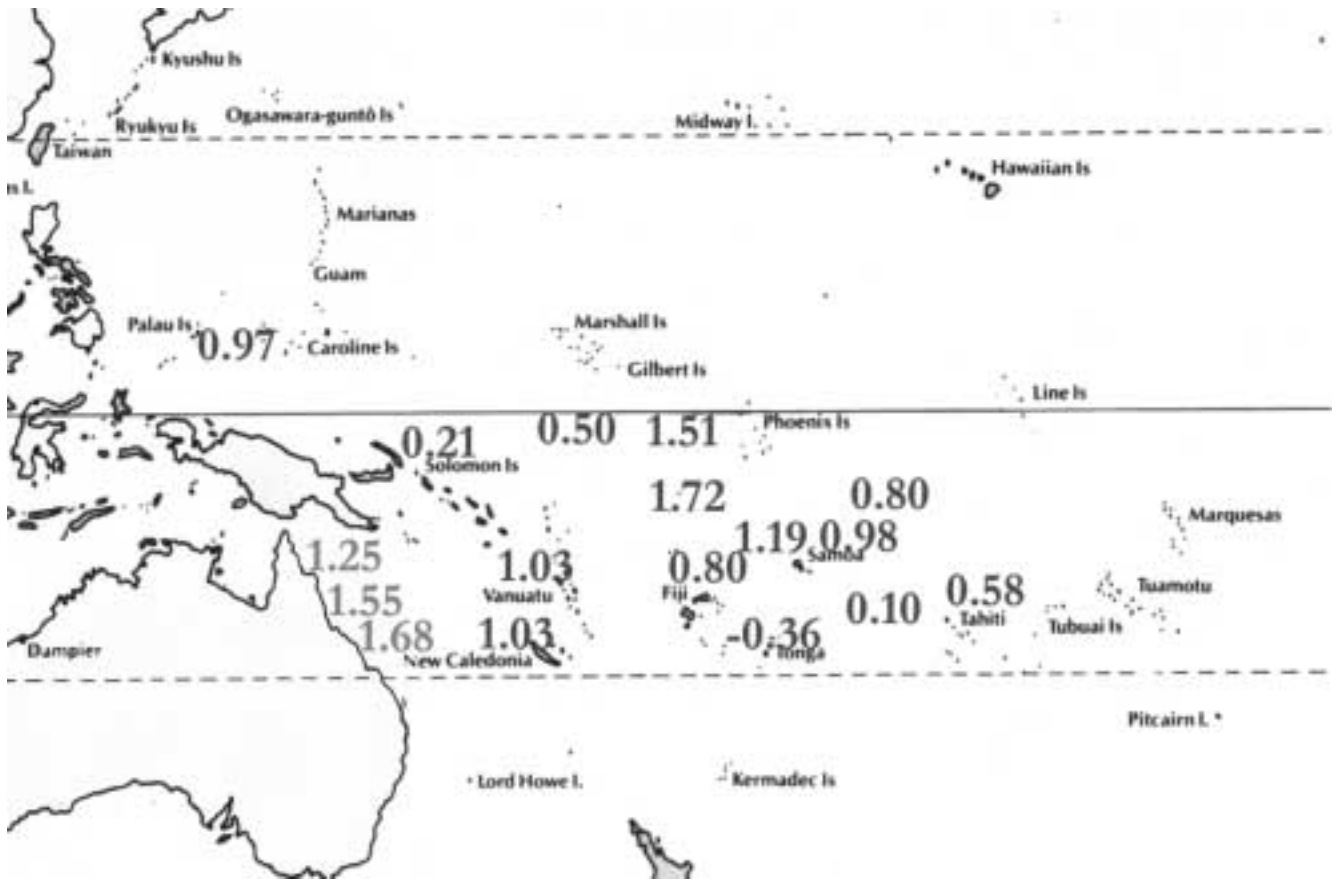 Kyushu Is
Ryukyu Is
Ogasawara-guntô Is
Midway I.
Taiwan
Hawaiian Is
s I.
Marianas
Guam
Palau Is
0.97
Caroline Is
Marshall Is
Gilbert Is
Line Is
0.21
0.50
1.51
Phoenis Is
Solomon Is
1.72
0.80
Marquesas
1.19
0.98
Samoa
1.25
1.03
0.80
Vanuatu
Fiji
0.58
Tuamotu
1.55
0.10
Tahiti
Tubuai Is
1.68
1.03
-0.36
Tonga
Dampier
New Caledonia
Pitcairn I.
Lord Howe I.
Kermadec Is